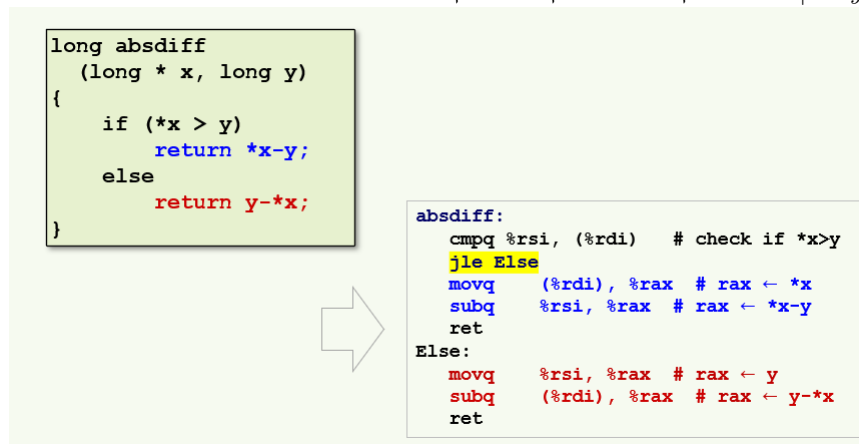 long absdiff
(long * x, long y)
{
if (*x > y)
return *x-y;
else
return y-*x;
}
absdiff:
cmpq %rsi, (%rdi) # check if *x>y
jle Else
movq (%rdi), %rax # rax ← *x
subq %rsi, %rax # rax ← *x-y
ret
Else:
movq %rsi, %rax # rax ← y
subq (%rdi), %rax # rax ← y-*x
ret